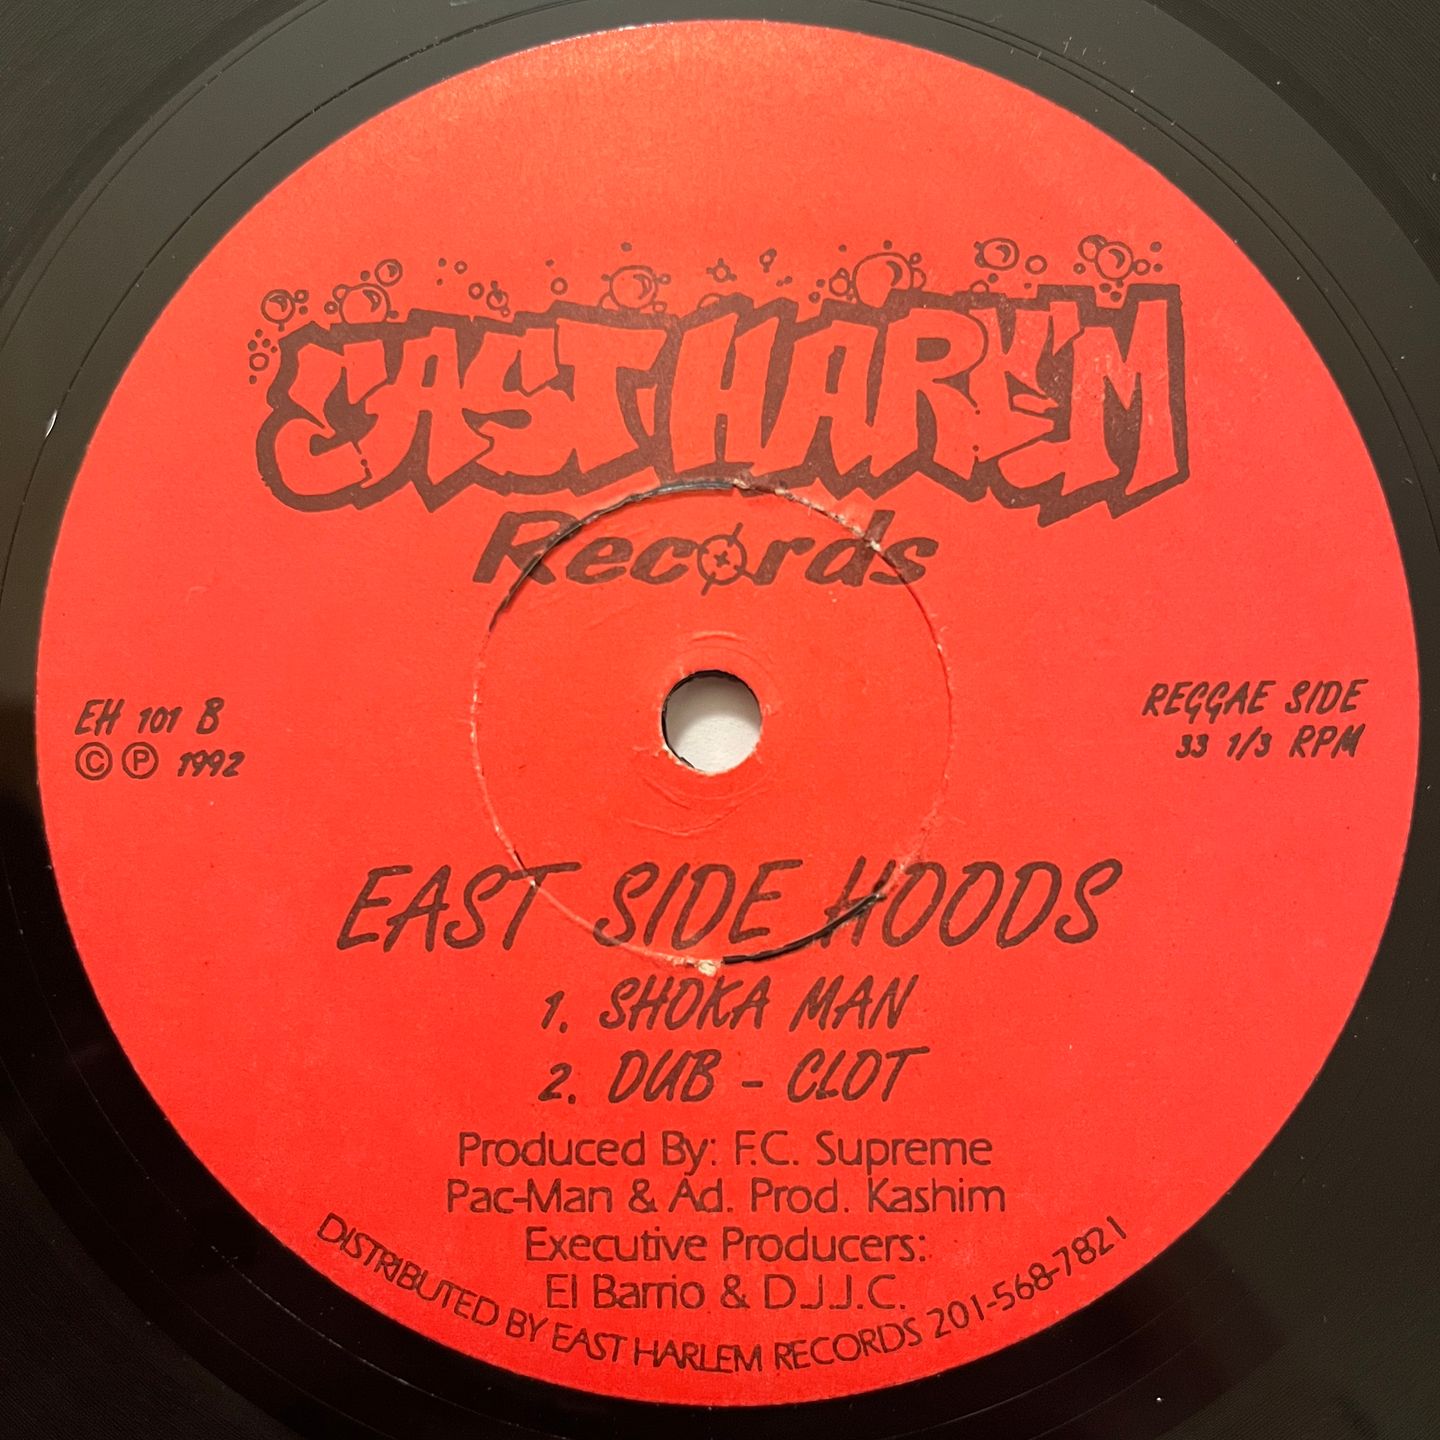 EAST HARLEM
Records
EH 101 B
Ⓒ Ⓟ 1992
REGGAE SIDE
33 1/3 RPM
EAST SIDE HOODS
1. SHOKA MAN
2. DUB - CLOT
Produced By: F.C. Supreme
Pac-Man & Ad. Prod. Kashim
Executive Producers:
El Barrio & D.J.J.C.
DISTRIBUTED BY EAST HARLEM RECORDS 201-568-7821